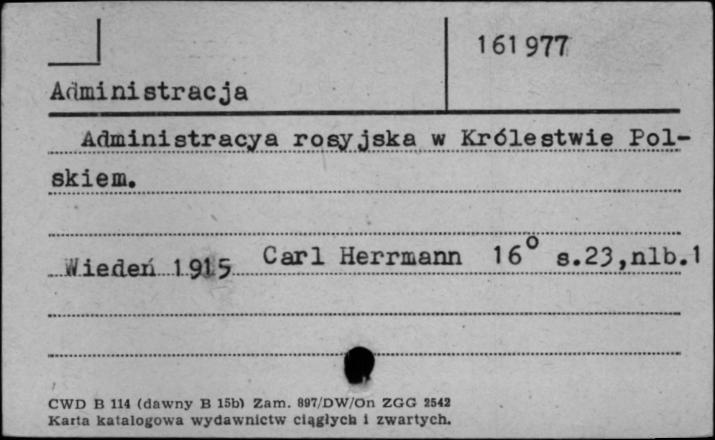 161977
Administracja
Administracya rosyjska w Królestwie Pol-
skiem.
Wiedeń 1915 Carl Herrmann 16° s.23,nlb.1
CWD B 114 (dawny B 15b) Zam. 897/DW/On ZGG 2542
Karta katalogowa wydawnictw ciągłych i zwartych.